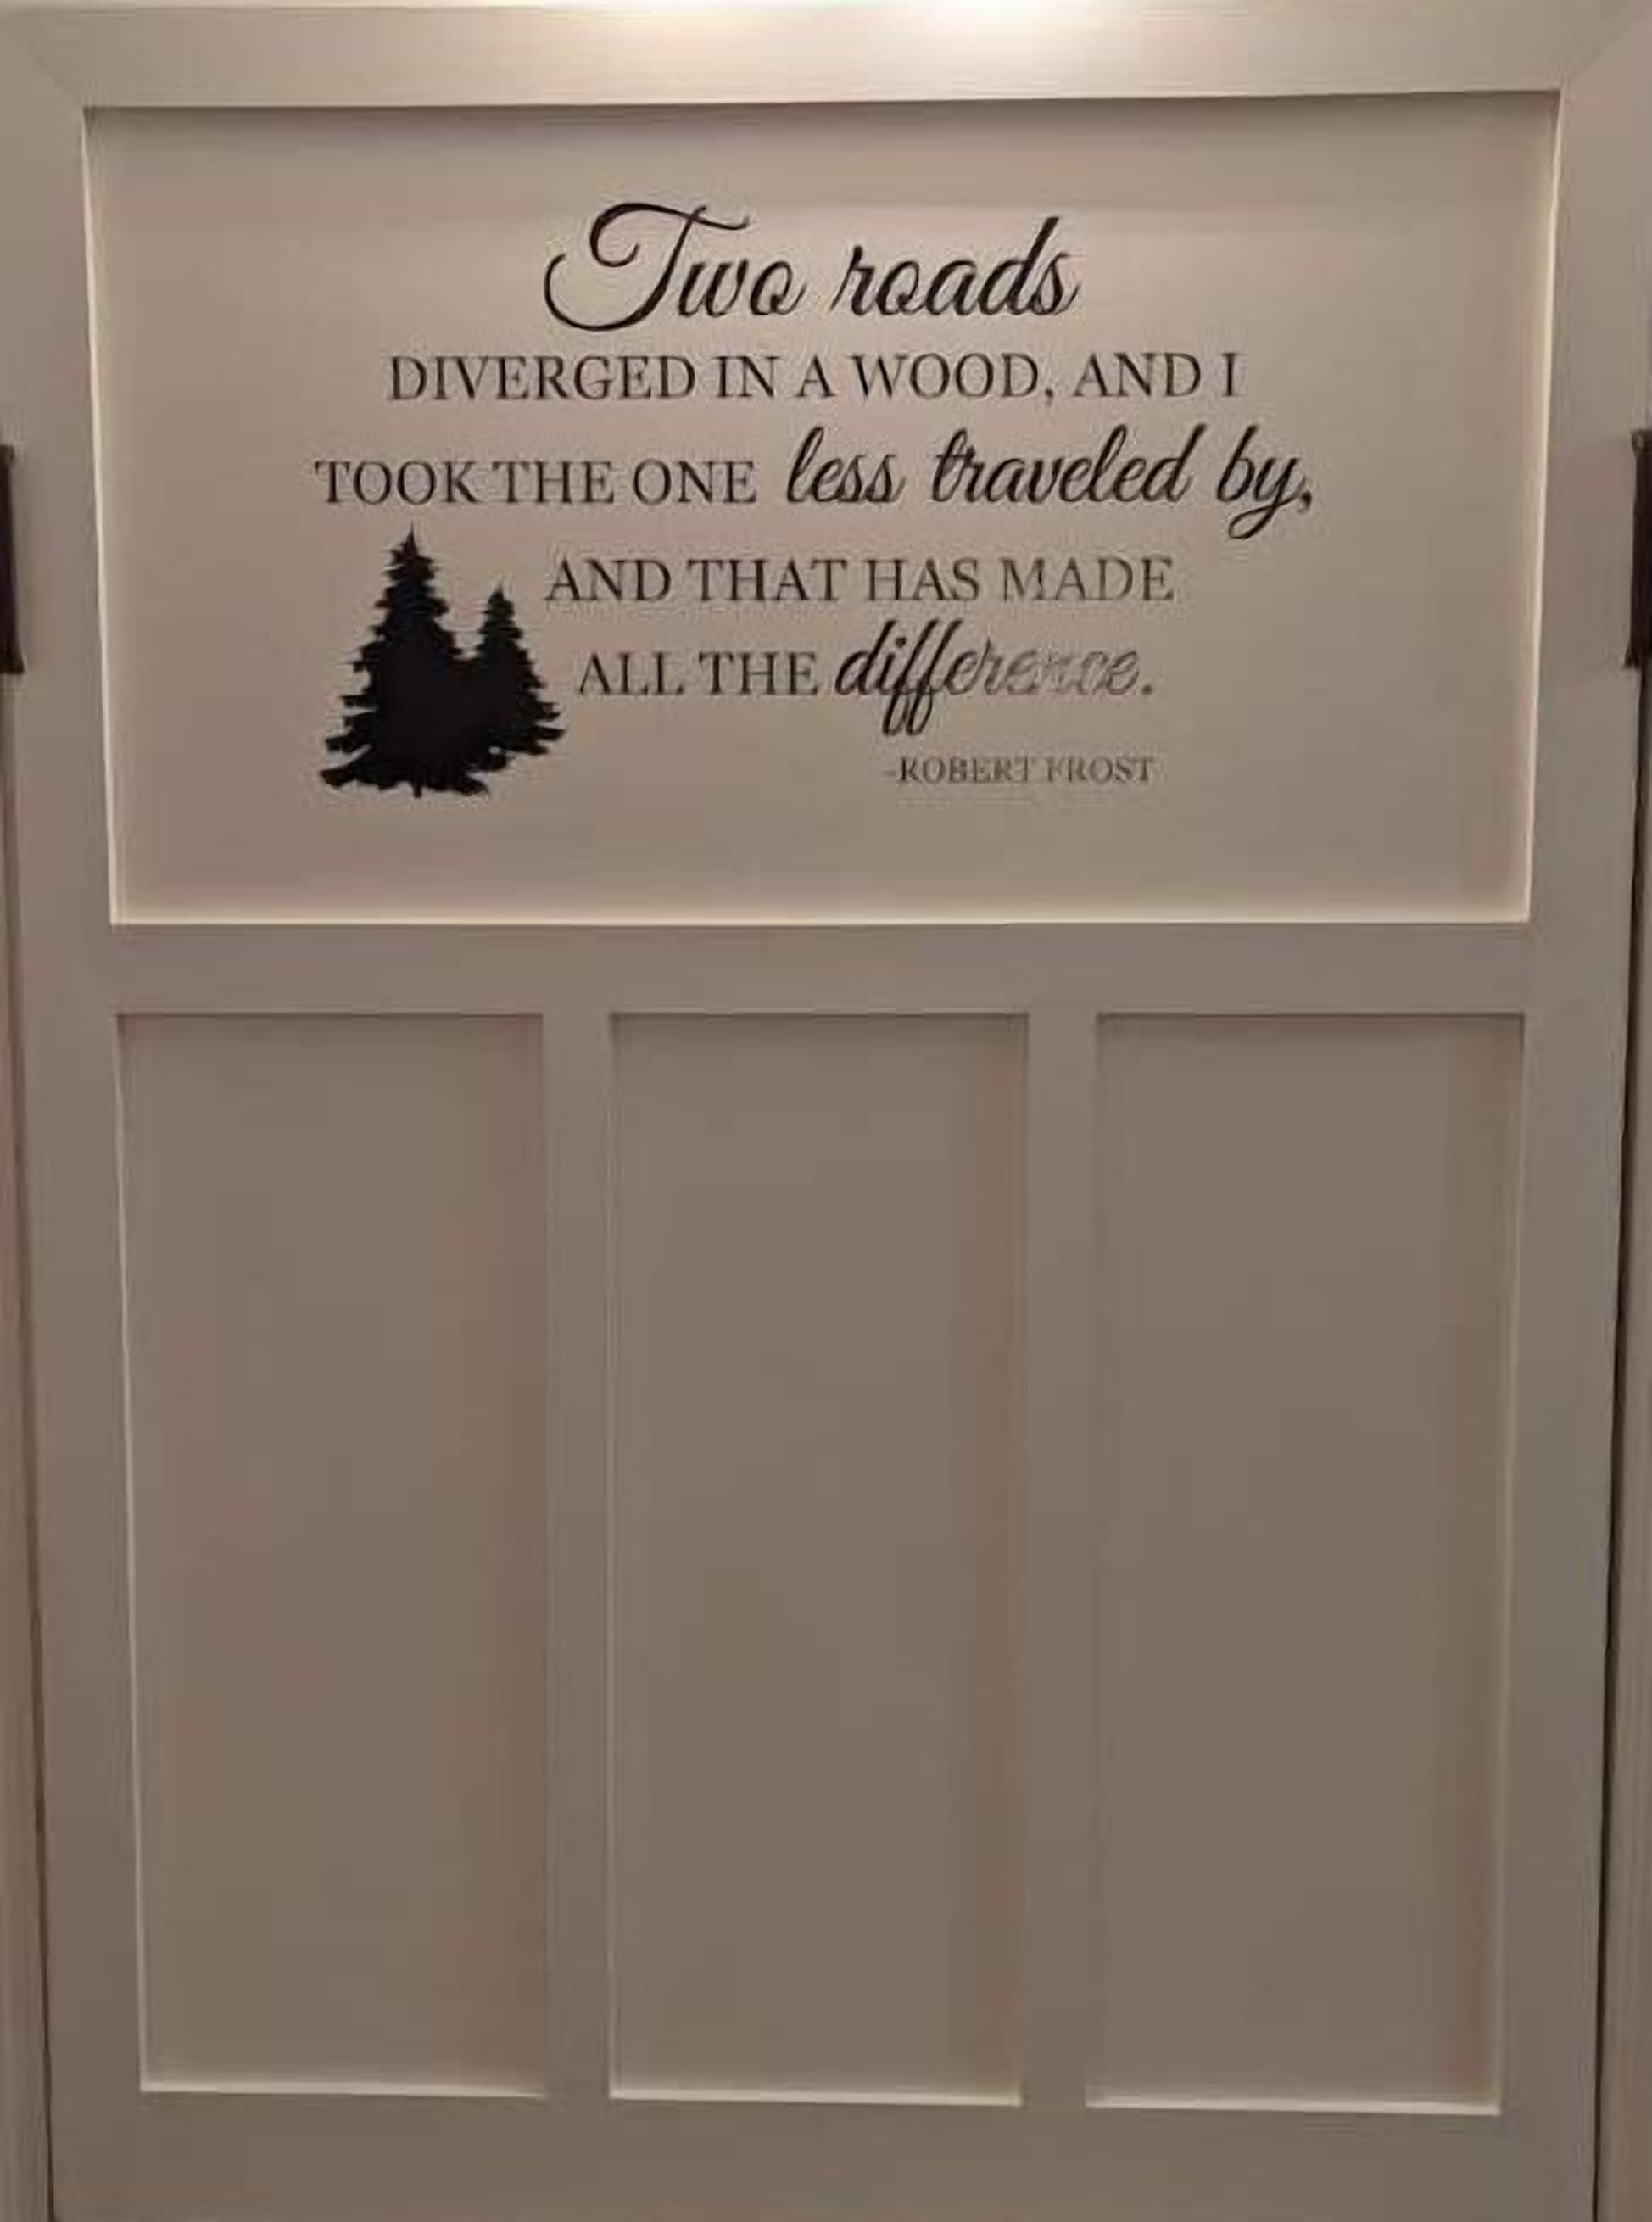 Two roads
DIVERGED IN A WOOD, AND I
TOOK THE ONE less traveled by,
AND THAT HAS MADE
ALL THE difference.
-ROBERT FROST